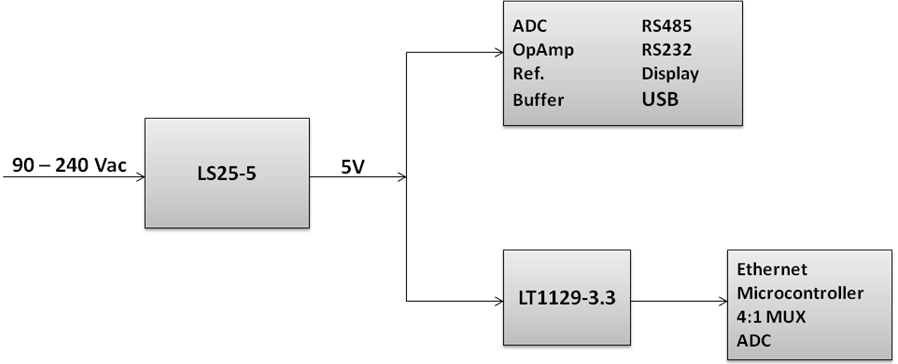 90 – 240 Vac
LS25-5
5V
ADC RS485
OpAmp RS232
Ref. Display
Buffer USB
LT1129-3.3
Ethernet
Microcontroller
4:1 MUX
ADC